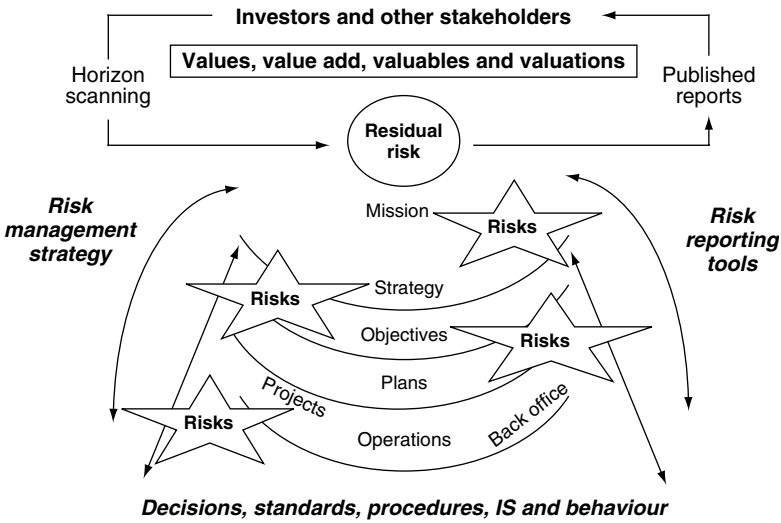 Investors and other stakeholders
Values, value add, valuables and valuations
Horizon
scanning
Published
reports
Residual
risk
Risk
management
strategy
Mission
Risks
Risk
reporting
tools
Strategy
Risks
Objectives
Risks
Plans
Projects
Risks
Operations
Back office
Decisions, standards, procedures, IS and behaviour